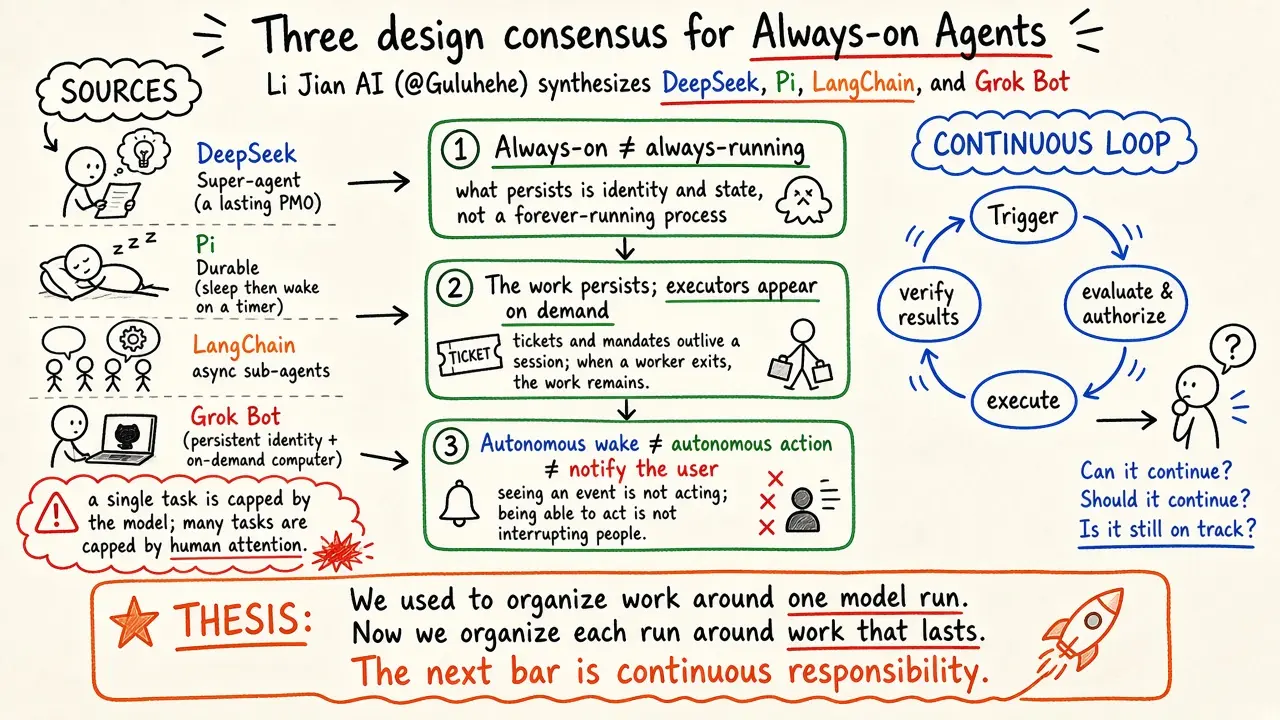 Three design consensus for Always-on Agents
Li Jian AI (@Guluhehe) synthesizes DeepSeek, Pi, LangChain, and Grok Bot
SOURCES
DeepSeek
Super-agent
(a lasting PMO)
z z z
Pi
Durable
(sleep then wake
on a timer)
LangChain
async sub-agents
Grok Bot
(persistent identity +
on-demand computer)
a single task is capped by
the model; many tasks are
capped by human attention.
1 Always-on ≠ always-running
what persists is identity and state,
not a forever-running process
2 The work persists; executors appear
on demand
TICKET
tickets and mandates outlive a
session; when a worker exits,
the work remains.
3 Autonomous wake ≠ autonomous action
≠ notify the user
seeing an event is not acting;
being able to act is not
interrupting people.
CONTINUOUS LOOP
Trigger
evaluate &
authorize
execute
verify
results
?
Can it continue?
Should it continue?
Is it still on track?
THESIS:
We used to organize work around one model run.
Now we organize each run around work that lasts.
The next bar is continuous responsibility.